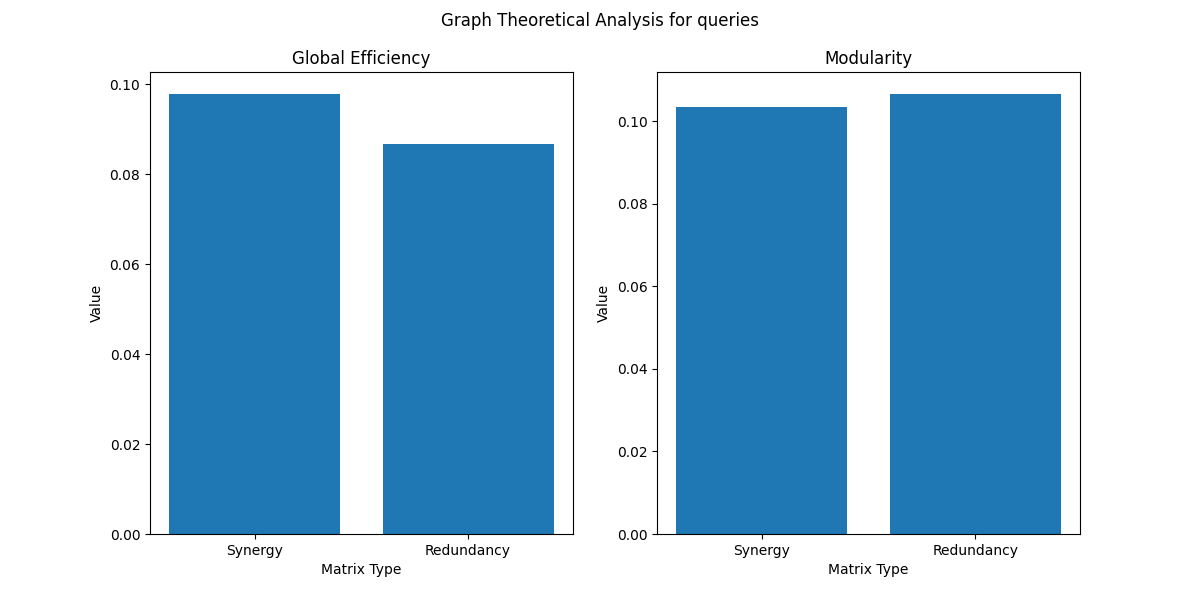 Graph Theoretical Analysis for queries
Global Efficiency
0.10
0.08
0.06
0.04
0.02
0.00
Value
Synergy
Redundancy
Matrix Type
Modularity
0.10
0.08
0.06
0.04
0.02
0.00
Value
Synergy
Redundancy
Matrix Type